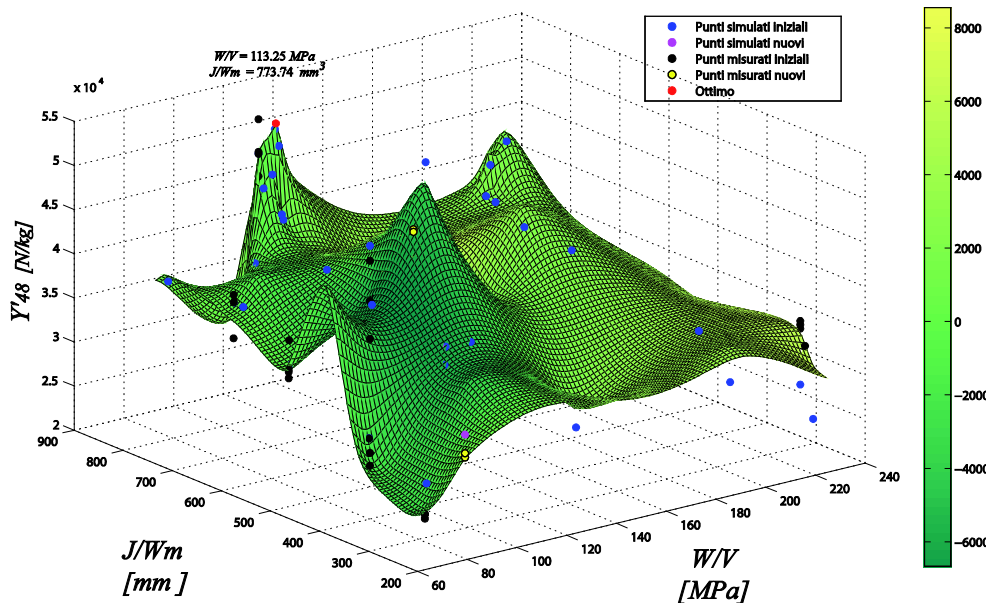 W/V = 113.25 MPa
J/Wm = 773.74 mm³
x 10⁴
Punti simulati iniziali
Punti simulati nuovi
Punti misurati iniziali
Punti misurati nuovi
Ottimo
5.5
5
4.5
4
3.5
3
2.5
2
Y'48 [N/kg]
900
800
700
600
500
400
300
200
J/Wm
[mm ]
60
80
100
120
140
160
180
200
220
240
W/V
[MPa]
8000
6000
4000
2000
0
−2000
−4000
−6000